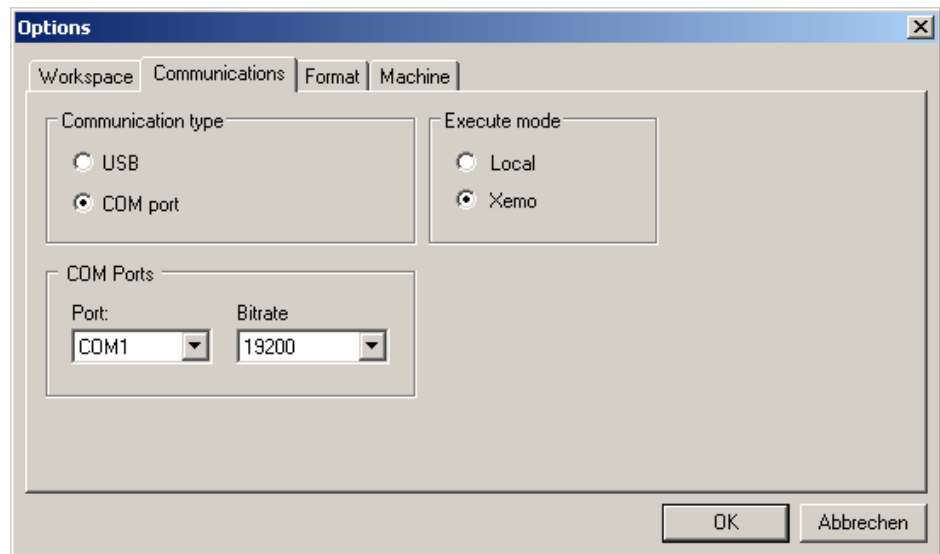 Options
Workspace Communications Format Machine
Communication type
USB
COM port
Execute mode
Local
Xemo
COM Ports
Port: Bitrate
COM1 19200
OK Abbrechen